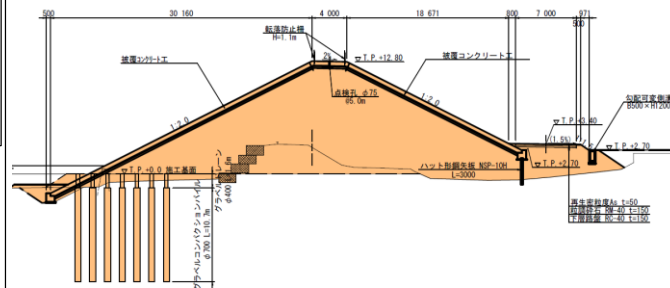 500 30 160 4 000 18 671 800 7 000 971
500
転落防止柵
H=1.1m
2%
▽T.P.+12.80
被覆コンクリート工
被覆コンクリート工
点検孔 φ75
@5.0m
1:2.0
1:2.0
勾配可変側溝
B500×H1200
▽T.P.+3.40
(1.5%)
▽T.P.+2.70
▽T.P.+2.70
▽T.P.+0.0 施工基面
ハット形鋼矢板 NSP-10H
L=3000
グラベルドレーン
φ400
グラベルコンパクションパイル
φ700 L=10.7m
再生密粒度As t=50
粒調砕石 RM-40 t=150
下層路盤 RC-40 t=150